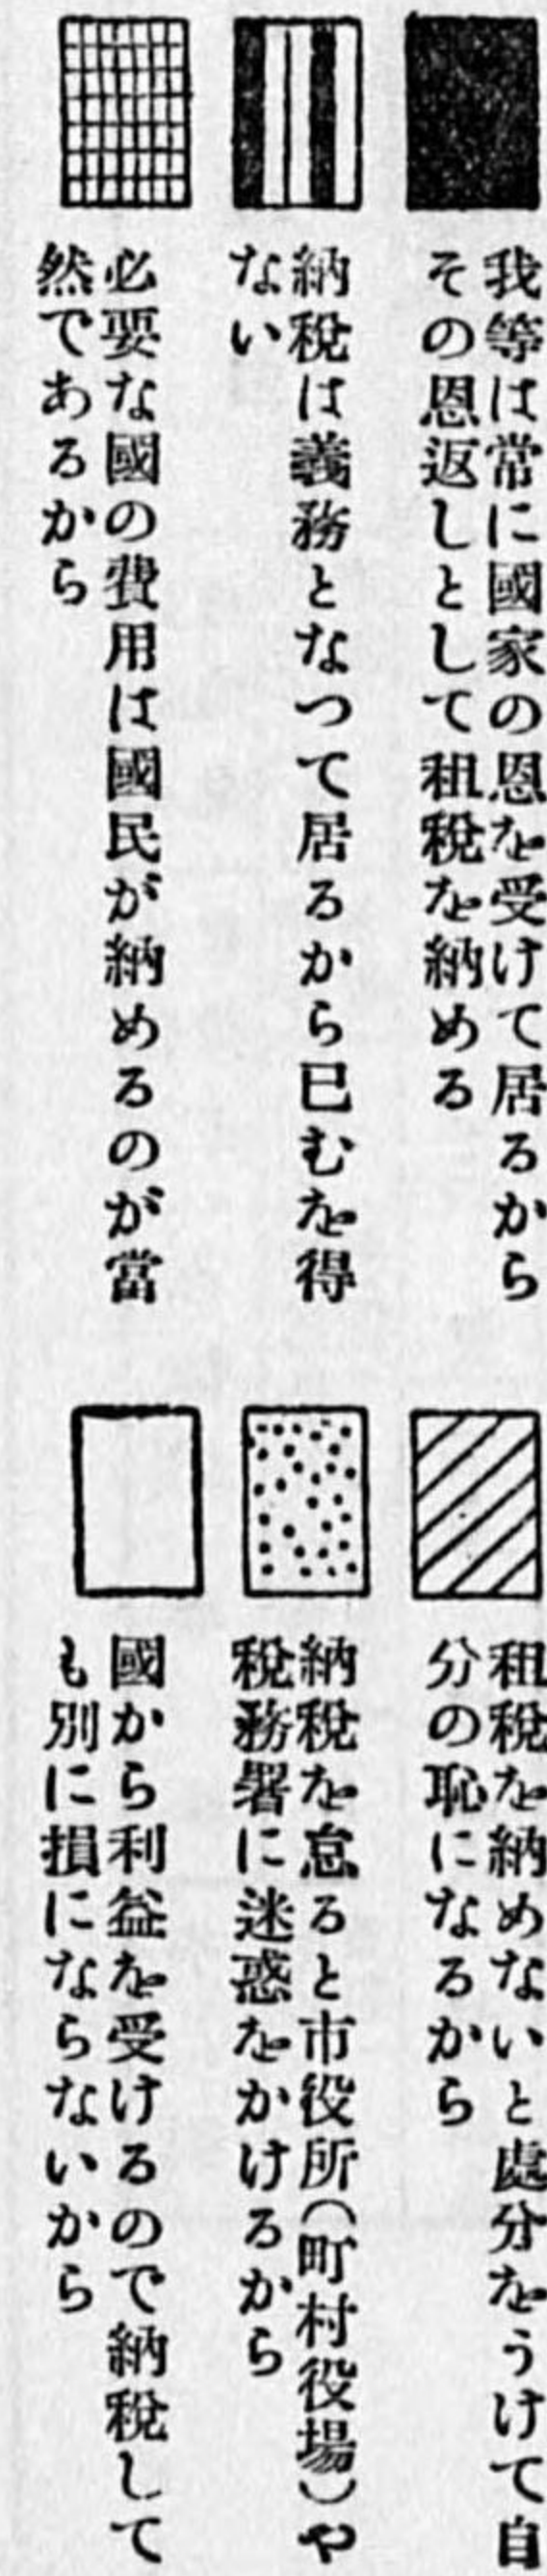 我等は常に國家の恩を受けて居るから
その恩返しとして租税を納める
納税は義務となつて居るから已むを得
ない
必要な國の費用は國民が納めるのが當
然であるから
租税を納めないと處分をうけて自
分の恥になるから
納税を怠ると市役所(町村役場)や
税務署に迷惑をかけるから
國から利益を受けるので納税して
も別に損にならないから